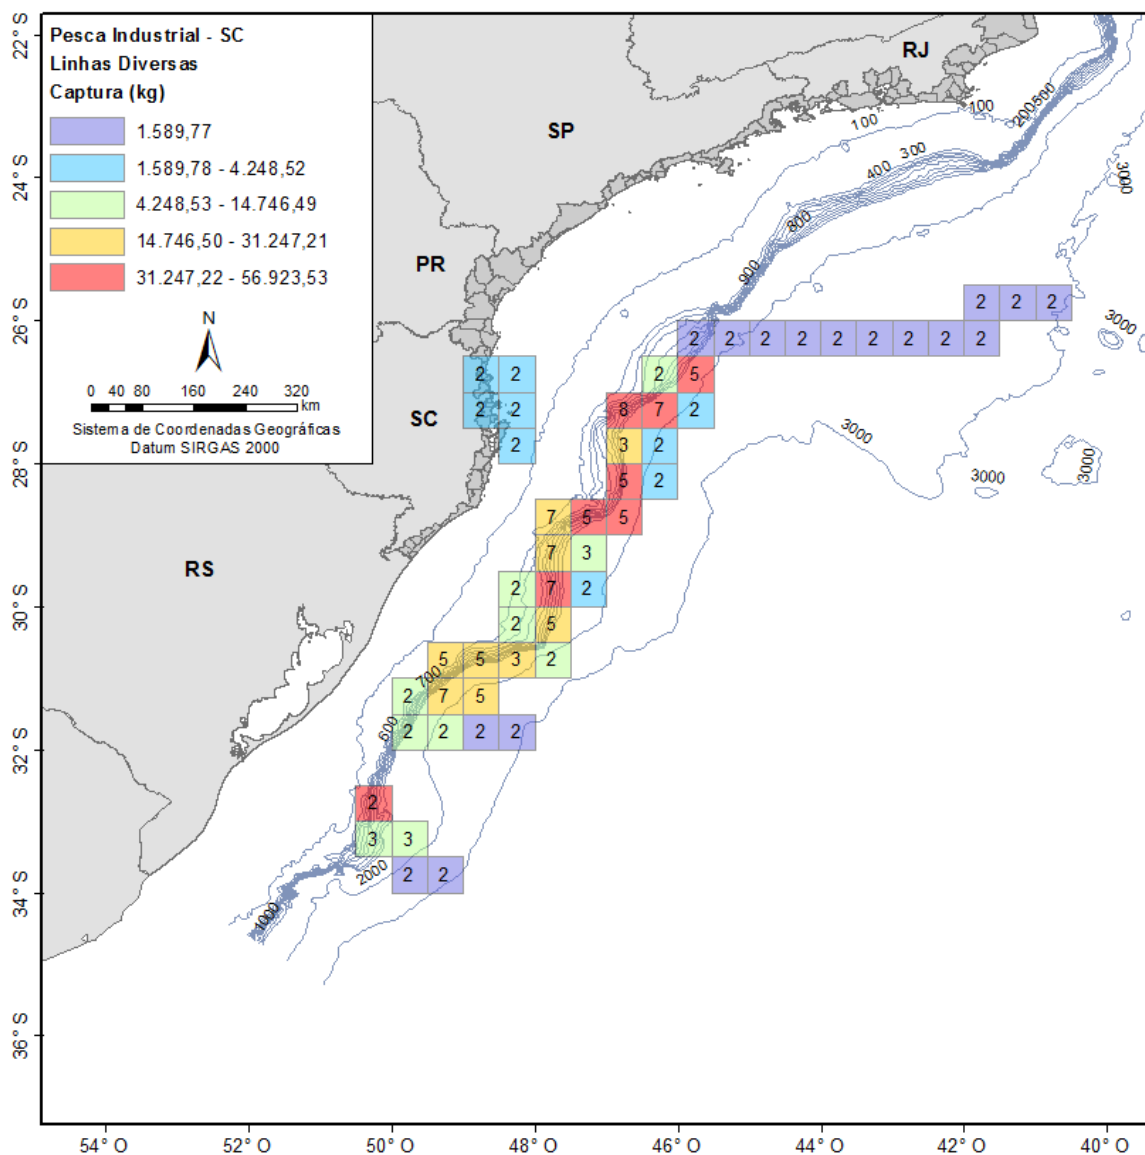 Pesca Industrial - SC
Linhas Diversas
Captura (kg)
1.589,77
1.589,78 - 4.248,52
4.248,53 - 14.746,49
14.746,50 - 31.247,21
31.247,22 - 56.923,53
N
0 40 80 160 240 320
km
Sistema de Coordenadas Geográficas
Datum SIRGAS 2000
RJ
SP
PR
SC
RS
100
100
200
500
300
400
800
900
3000
3000
3000
3000
3000
700
600
2000
1000
2 2 2
2 2 2 2 2 2 2 2 2
2 2 2 5
2 2 8 7 2
2 3 2
5 2
7 5 5
7 3
2 7 2
2 5
5 5 3 2
2 7 5
2 2 2 2
2
3 3
2 2
22° S
24° S
26° S
28° S
30° S
32° S
34° S
36° S
54° O 52° O 50° O 48° O 46° O 44° O 42° O 40° O